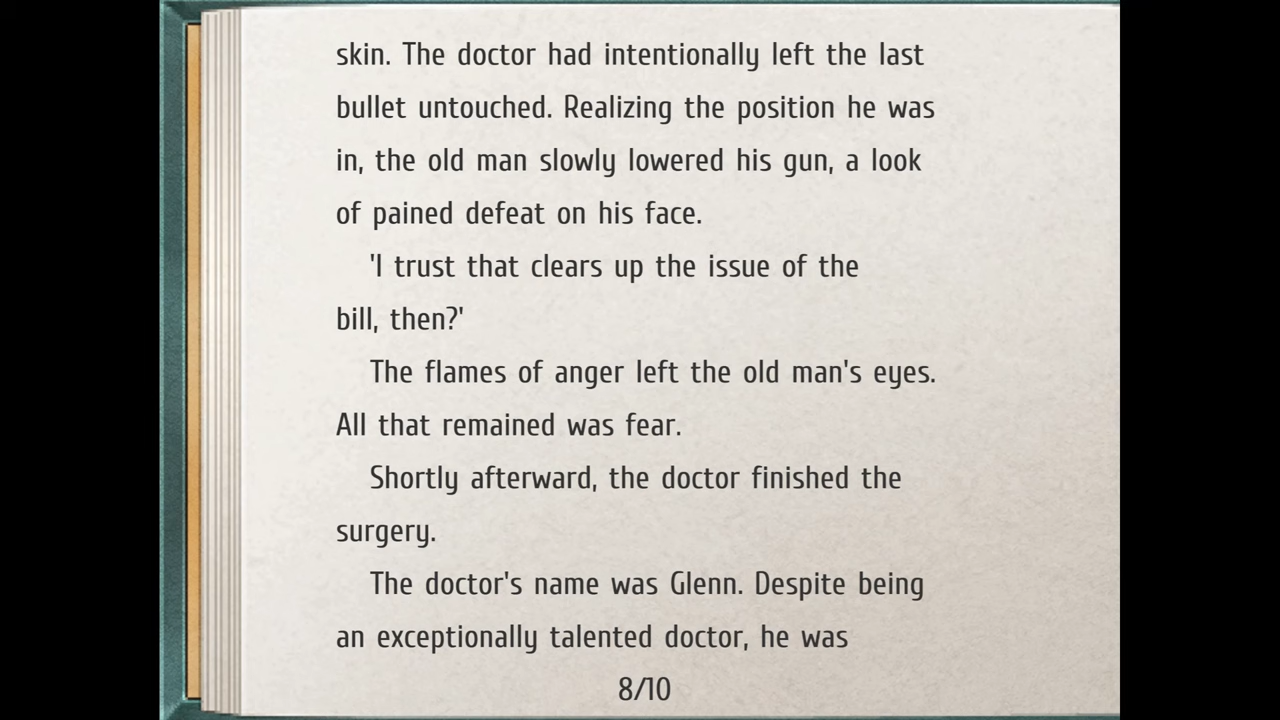 skin. The doctor had intentionally left the last
bullet untouched. Realizing the position he was
in, the old man slowly lowered his gun, a look
of pained defeat on his face.
'I trust that clears up the issue of the
bill, then?'
The flames of anger left the old man's eyes.
All that remained was fear.
Shortly afterward, the doctor finished the
surgery.
The doctor's name was Glenn. Despite being
an exceptionally talented doctor, he was
8/10